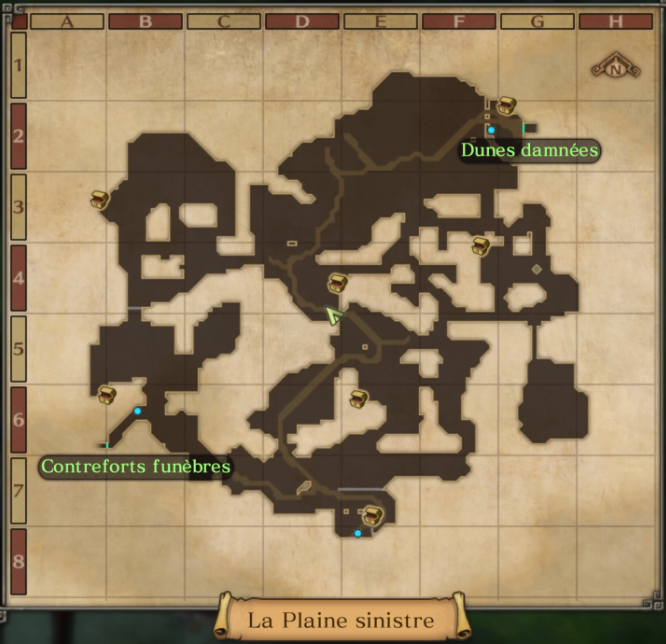 A B C D E F G H
1
N
2
Dunes damnées
3
4
5
6
Contreforts funèbres
7
8
La Plaine sinistre